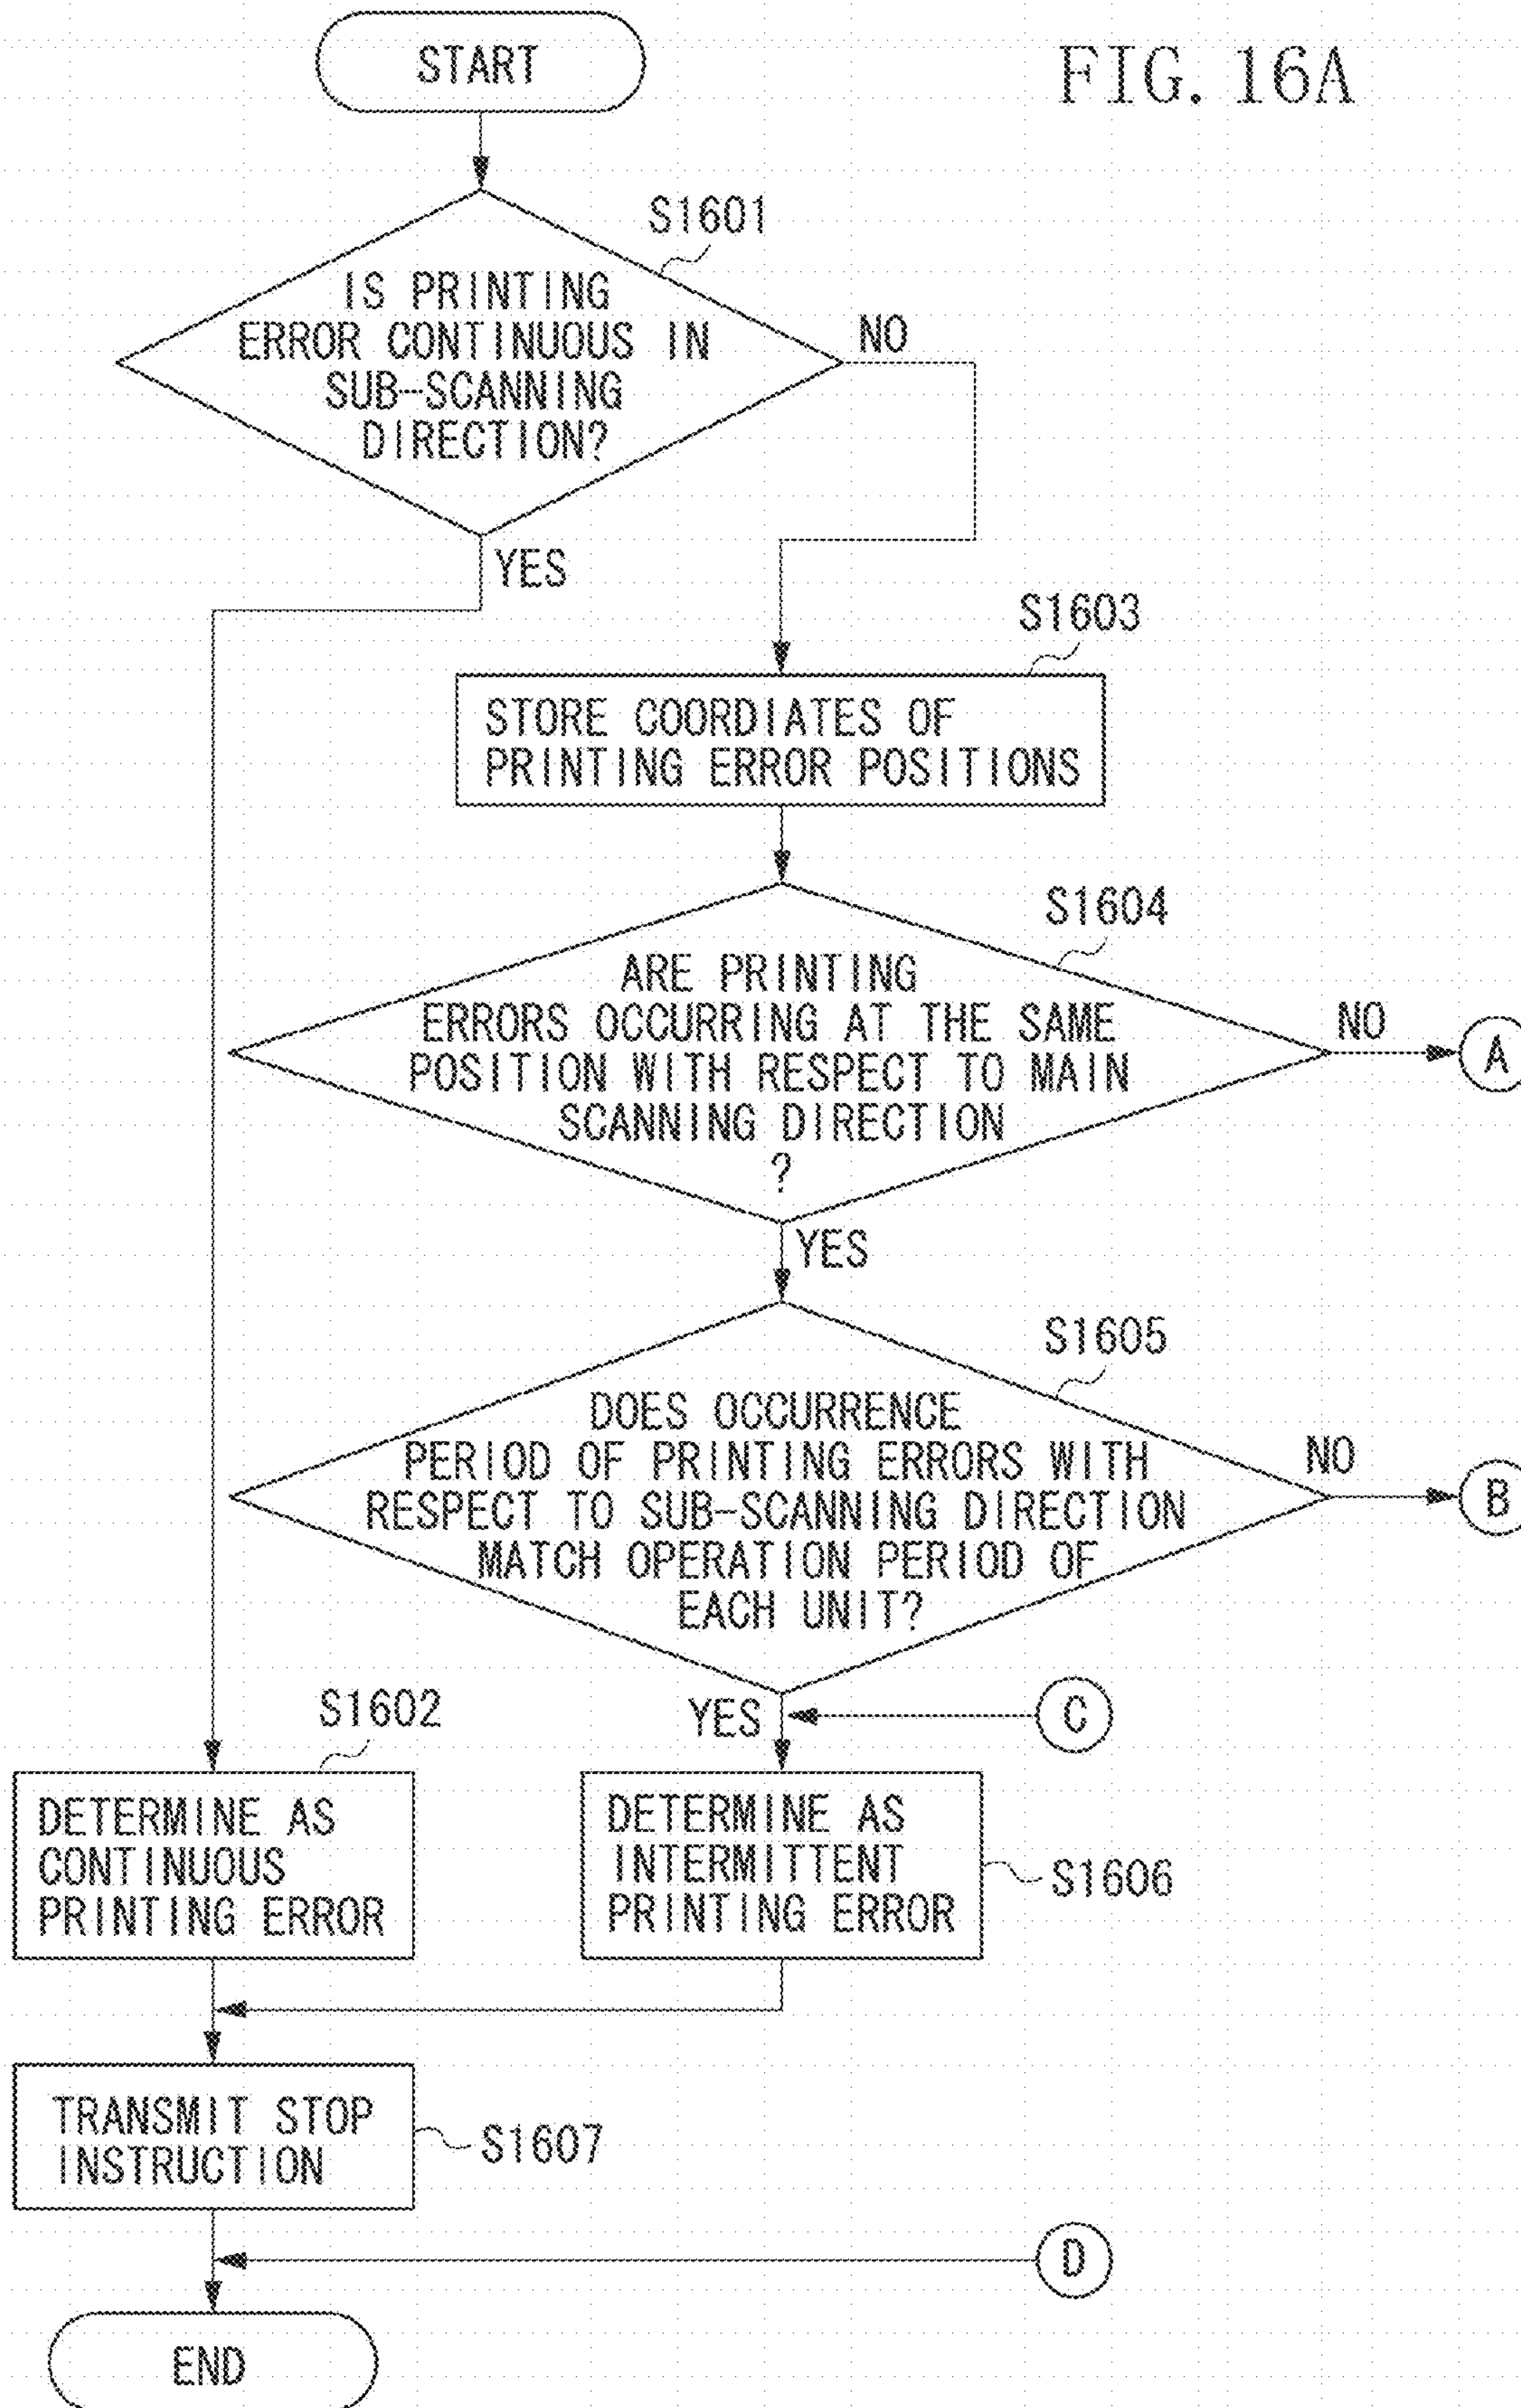 START
FIG. 16A
S1601
IS PRINTING
ERROR CONTINUOUS IN
SUB-SCANNING
DIRECTION?
NO
YES
S1603
STORE COORDIATES OF
PRINTING ERROR POSITIONS
S1604
ARE PRINTING
ERRORS OCCURRING AT THE SAME
POSITION WITH RESPECT TO MAIN
SCANNING DIRECTION
?
NO
A
YES
S1605
DOES OCCURRENCE
PERIOD OF PRINTING ERRORS WITH
RESPECT TO SUB-SCANNING DIRECTION
MATCH OPERATION PERIOD OF
EACH UNIT?
NO
B
YES
C
S1602
DETERMINE AS
CONTINUOUS
PRINTING ERROR
DETERMINE AS
INTERMITTENT
PRINTING ERROR
S1606
TRANSMIT STOP
INSTRUCTION
S1607
D
END